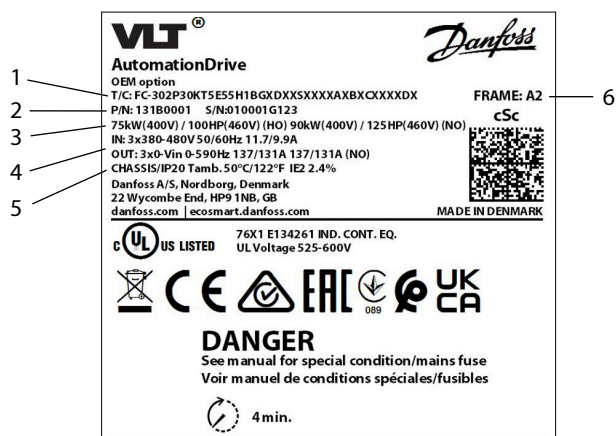 VLT®
Danfoss
AutomationDrive
OEM option
1 T/C: FC-302P30KT5E55H1BGXDXXSXXXXAXBXCXXXXDX FRAME: A2 6
2 P/N: 131B0001 S/N:010001G123 cSc
3 75kW(400V) / 100HP(460V) (HO) 90kW(400V) / 125HP(460V) (NO)
IN: 3x380-480V 50/60Hz 11.7/9.9A
4 OUT: 3x0-Vin 0-590Hz 137/131A 137/131A (NO)
5 CHASSIS/IP20 Tamb. 50°C/122°F IE2 2.4%
Danfoss A/S, Nordborg, Denmark
22 Wycombe End, HP9 1NB, GB
danfoss.com | ecosmart.danfoss.com MADE IN DENMARK
c UL US LISTED 76X1 E134261 IND. CONT. EQ.
UL Voltage 525-600V
CE EAC 089 UK CA
DANGER
See manual for special condition/mains fuse
Voir manuel de conditions spéciales/fusibles
4 min.